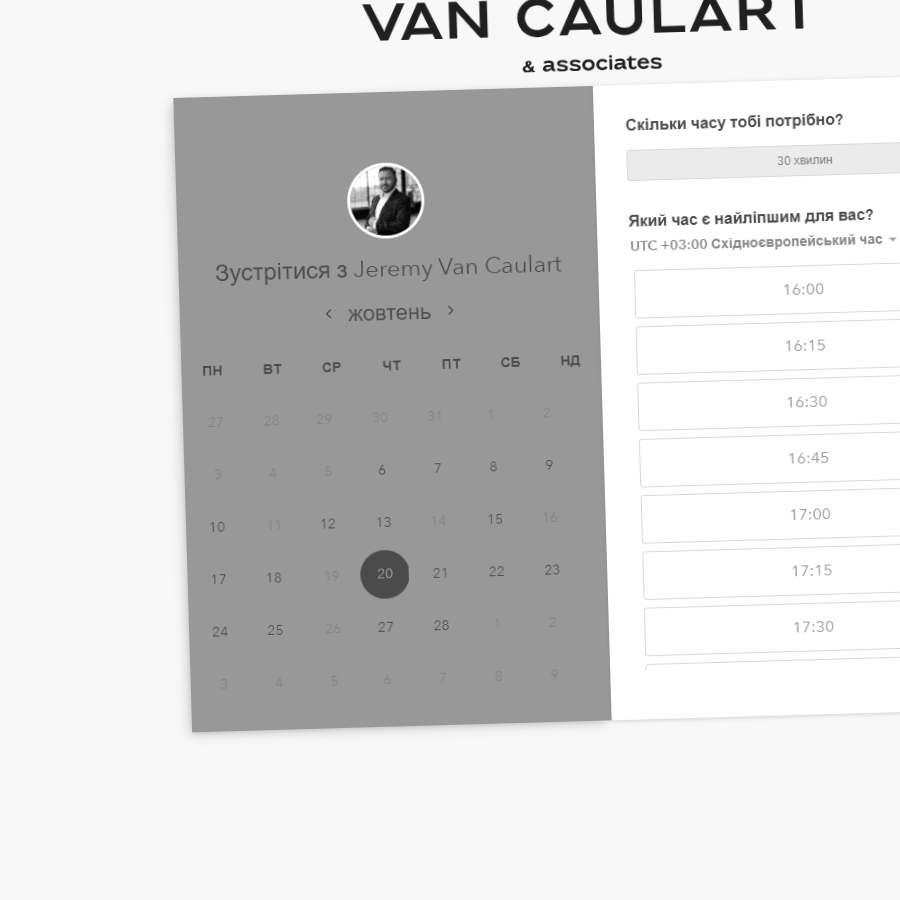 VAN CAULART
& associates
Зустрітися з Jeremy Van Caulart
‹ жовтень ›
ПН ВТ СР ЧТ ПТ СБ НД
27 28 29 30 31 1 2
3 4 5 6 7 8 9
10 11 12 13 14 15 16
17 18 19 20 21 22 23
24 25 26 27 28 1 2
3 4 5 6 7 8 9
Скільки часу тобі потрібно?
30 хвилин
Який час є найліпшим для вас?
UTC +03:00 Східноєвропейський час
16:00
16:15
16:30
16:45
17:00
17:15
17:30